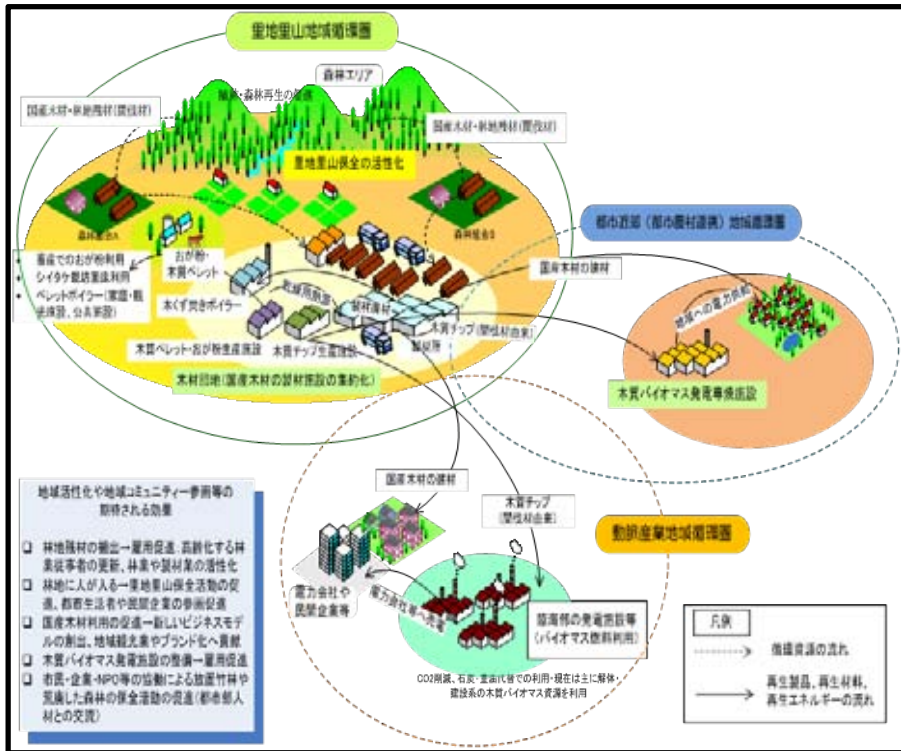 里地里山地域循環圏
森林エリア
国産木材・林地残材(間伐材)
国産木材・林地残材(間伐材)
里地里山保全の活性化
森林組合A
森林組合B
都市近郊（都市農村連携）地域循環圏
畜産でのおが粉利用
シイタケ栽培菌床利用
ペレットボイラー(家庭・観光施設、公共施設)
おが粉・
木質ペレット
木くず焚きボイラー
乾燥用熱源
製材廃材
国産木材の建材
木質チップ(間伐材由来)
製材所
地域への電力供給
木質ペレット・おが粉生産施設
木質チップ生産施設
木質バイオマス発電専焼施設
木材団地(国産木材の製材施設の集約化)
国産木材の建材
木質チップ
(間伐材由来)
動脈産業地域循環圏
電力会社や
民間企業等
電力会社等へ売電
臨海部の発電施設等
(バイオマス燃料利用)
CO2削減、石炭・重油代替での利用・現在は主に解体・
建設系の木質バイオマス資源を利用
地域活性化や地域コミュニティー参画等の
期待される効果
林地残材の搬出→雇用促進、高齢化する林
業従事者の更新、林業や製材業の活性化
林地に人が入る→里地里山保全活動の促
進、都市生活者や民間企業の参画促進
国産木材利用の促進→新しいビジネスモデ
ルの創出、地域観光業やブランド化へ貢献
木質バイオマス発電施設の整備→雇用促進
市民・企業・NPO等の協働による放置竹林や
荒廃した森林の保全活動の促進(都市部人
材との交流)
凡例
循環資源の流れ
再生製品、再生材料、
再生エネルギーの流れ